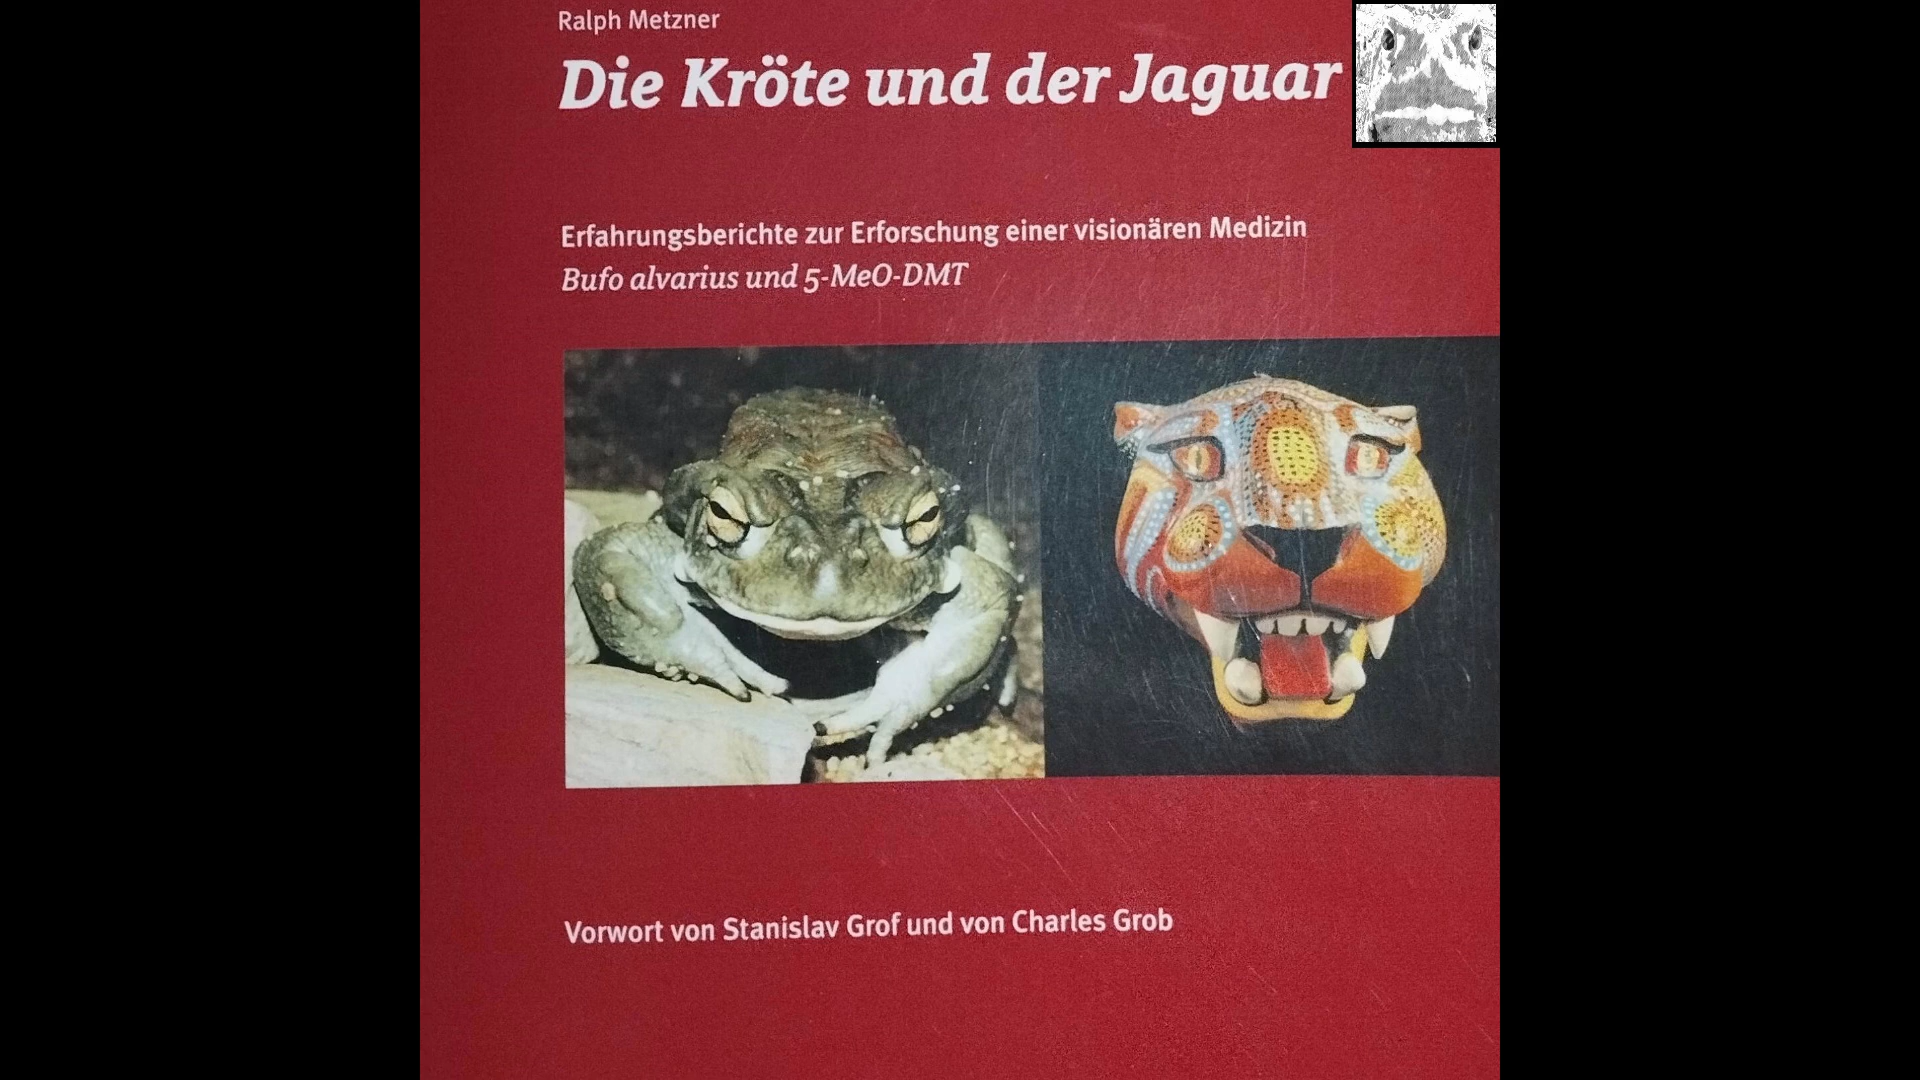 Ralph Metzner
Die Kröte und der Jaguar
Erfahrungsberichte zur Erforschung einer visionären Medizin
Bufo alvarius und 5-MeO-DMT
Vorwort von Stanislav Grof und von Charles Grob